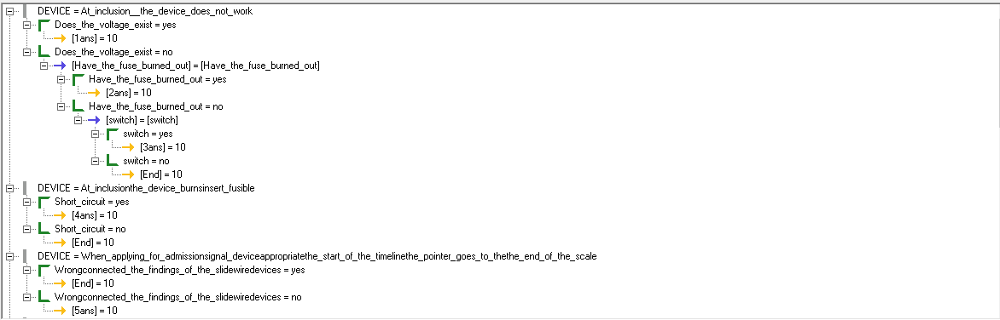 DEVICE = At_inclusion__the_device_does_not_work
Does_the_voltage_exist = yes
[1ans] = 10
Does_the_voltage_exist = no
[Have_the_fuse_burned_out] = [Have_the_fuse_burned_out]
Have_the_fuse_burned_out = yes
[2ans] = 10
Have_the_fuse_burned_out = no
[switch] = [switch]
switch = yes
[3ans] = 10
switch = no
[End] = 10
DEVICE = At_inclusionthe_device_burnsinsert_fusible
Short_circuit = yes
[4ans] = 10
Short_circuit = no
[End] = 10
DEVICE = When_applying_for_admissionsignal_deviceappropriatethe_start_of_the_timelinethe_pointer_goes_to_thethe_end_of_the_scale
Wrongconnected_the_findings_of_the_slidewiredevices = yes
[End] = 10
Wrongconnected_the_findings_of_the_slidewiredevices = no
[5ans] = 10